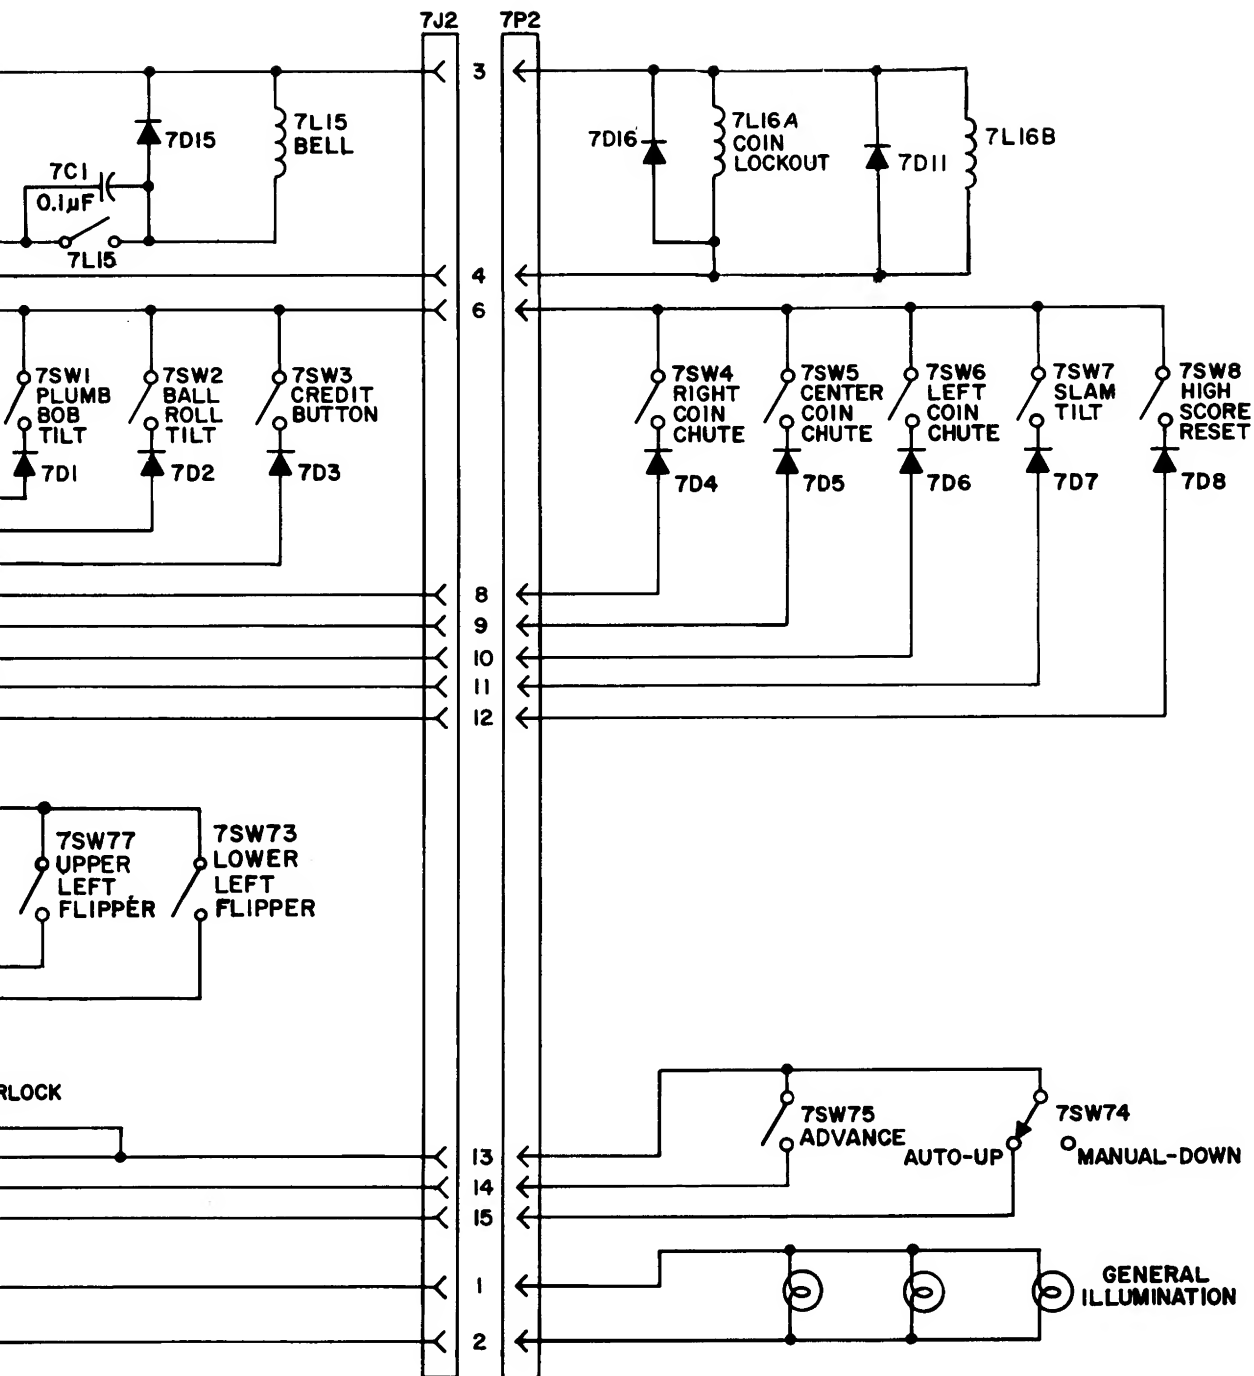 7J2 7P2
3
7D15
7L15
BELL
7C1
0.1µF
7L15
7D16
7L16A
COIN
LOCKOUT
7D11
7L16B
4
6
7SW1
PLUMB
BOB
TILT
7D1
7SW2
BALL
ROLL
TILT
7D2
7SW3
CREDIT
BUTTON
7D3
7SW4
RIGHT
COIN
CHUTE
7D4
7SW5
CENTER
COIN
CHUTE
7D5
7SW6
LEFT
COIN
CHUTE
7D6
7SW7
SLAM
TILT
7D7
7SW8
HIGH
SCORE
RESET
7D8
8
9
10
11
12
7SW77
UPPER
LEFT
FLIPPER
7SW73
LOWER
LEFT
FLIPPER
RLOCK
7SW75
ADVANCE
7SW74
AUTO-UP
MANUAL-DOWN
13
14
15
1
2
GENERAL
ILLUMINATION